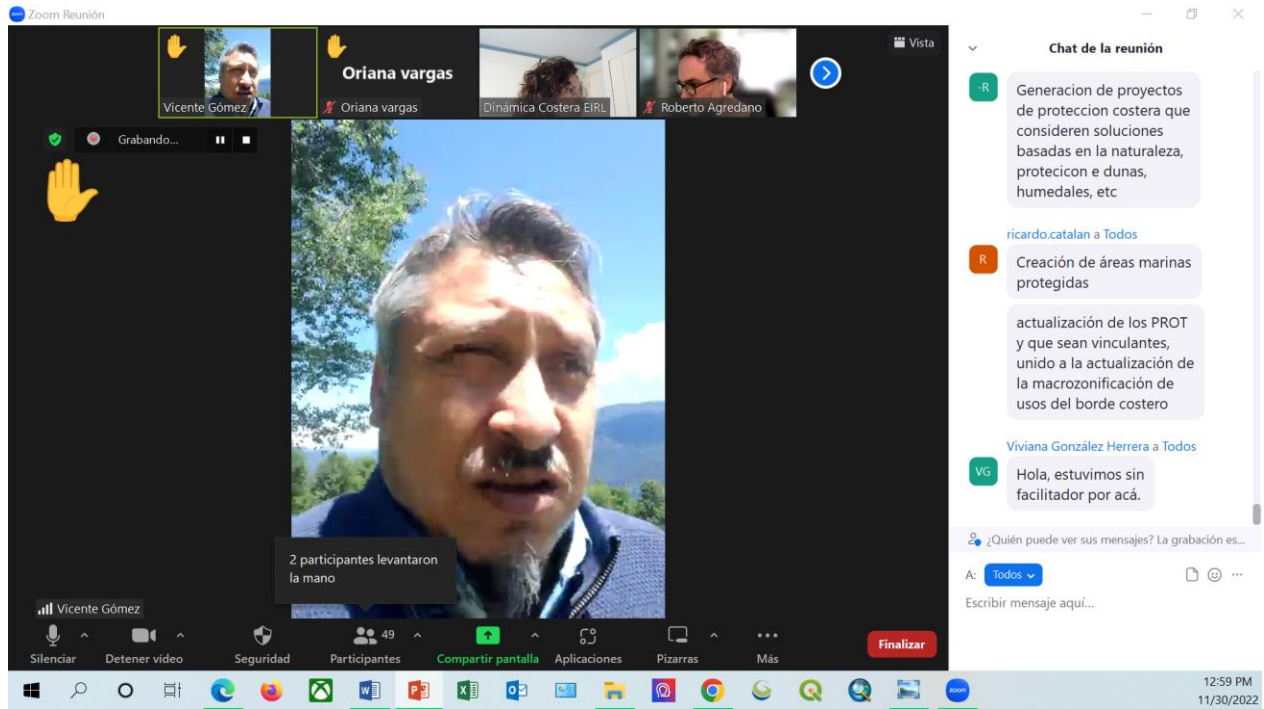 Zoom Reunión
Vista
Vicente Gómez
Oriana vargas
Oriana vargas
Dinámica Costera EIRL
Roberto Agredano
Grabando...
2 participantes levantaron
la mano
Vicente Gómez
Silenciar
Detener video
Seguridad
49
Participantes
Compartir pantalla
Aplicaciones
Pizarras
Más
Finalizar
Chat de la reunión
-R
Generacion de proyectos
de proteccion costera que
consideren soluciones
basadas en la naturaleza,
protecicon e dunas,
humedales, etc
ricardo.catalan a Todos
R
Creación de áreas marinas
protegidas
actualización de los PROT
y que sean vinculantes,
unido a la actualización de
la macrozonificación de
usos del borde costero
Viviana González Herrera a Todos
VG
Hola, estuvimos sin
facilitador por acá.
¿Quién puede ver sus mensajes? La grabación es...
A: Todos
Escribir mensaje aquí...
12:59 PM
11/30/2022